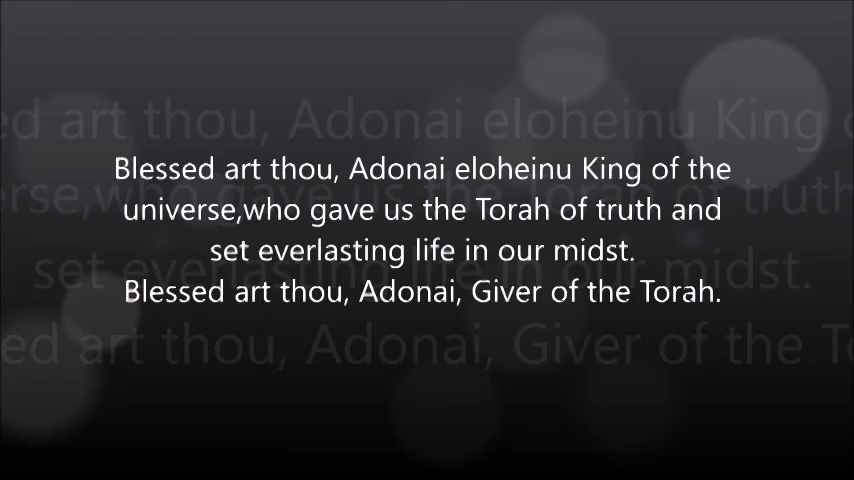 Blessed art thou, Adonai eloheinu King of the
universe,who gave us the Torah of truth and
set everlasting life in our midst.
Blessed art thou, Adonai, Giver of the Torah.